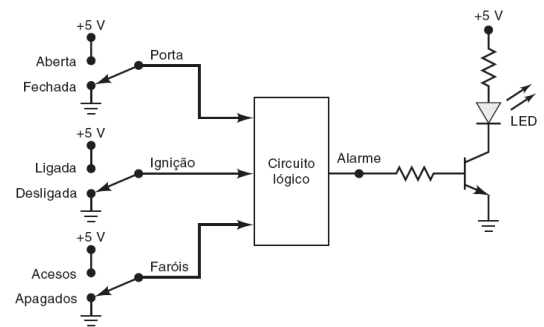 +5 V
Aberta
Porta
Fechada
+5 V
Ligada
Ignição
Desligada
+5 V
Acesos
Faróis
Apagados
Circuito
lógico
Alarme
+5 V
LED